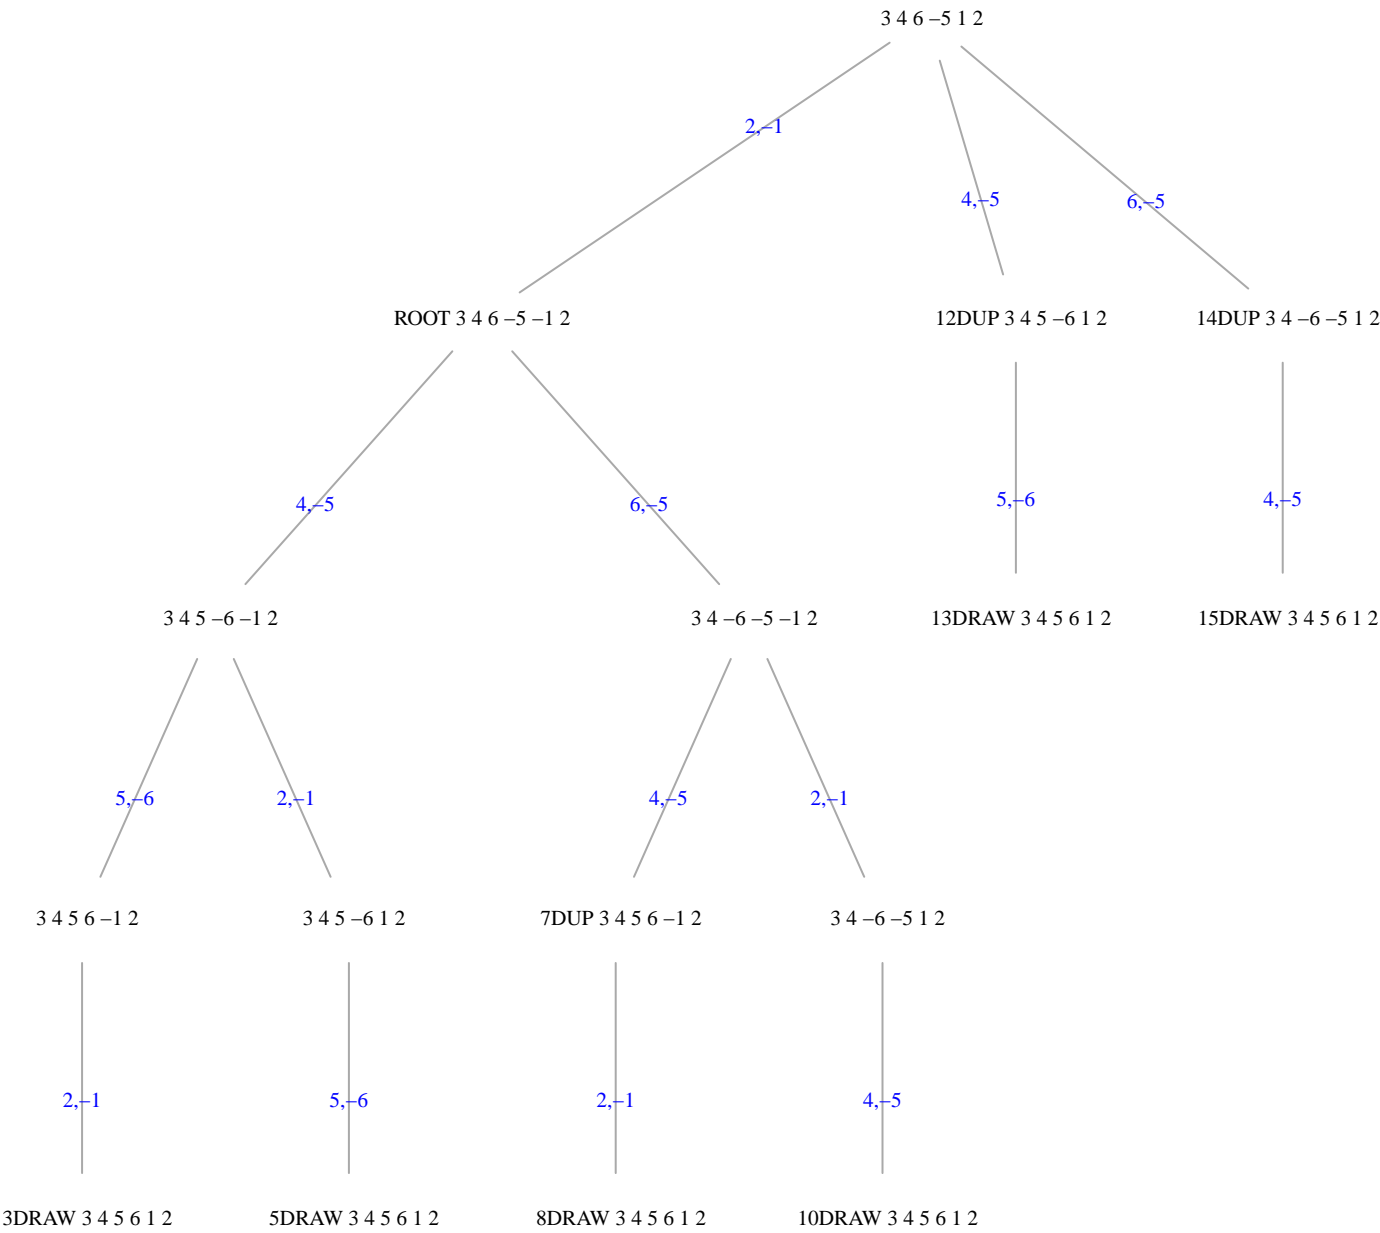 3 4 6 –5 1 2
2,–1
4,–5
6,–5
ROOT 3 4 6 –5 –1 2
12DUP 3 4 5 –6 1 2
14DUP 3 4 –6 –5 1 2
4,–5
6,–5
5,–6
4,–5
3 4 5 –6 –1 2
3 4 –6 –5 –1 2
13DRAW 3 4 5 6 1 2
15DRAW 3 4 5 6 1 2
5,–6
2,–1
4,–5
2,–1
3 4 5 6 –1 2
3 4 5 –6 1 2
7DUP 3 4 5 6 –1 2
3 4 –6 –5 1 2
2,–1
5,–6
2,–1
4,–5
3DRAW 3 4 5 6 1 2
5DRAW 3 4 5 6 1 2
8DRAW 3 4 5 6 1 2
10DRAW 3 4 5 6 1 2